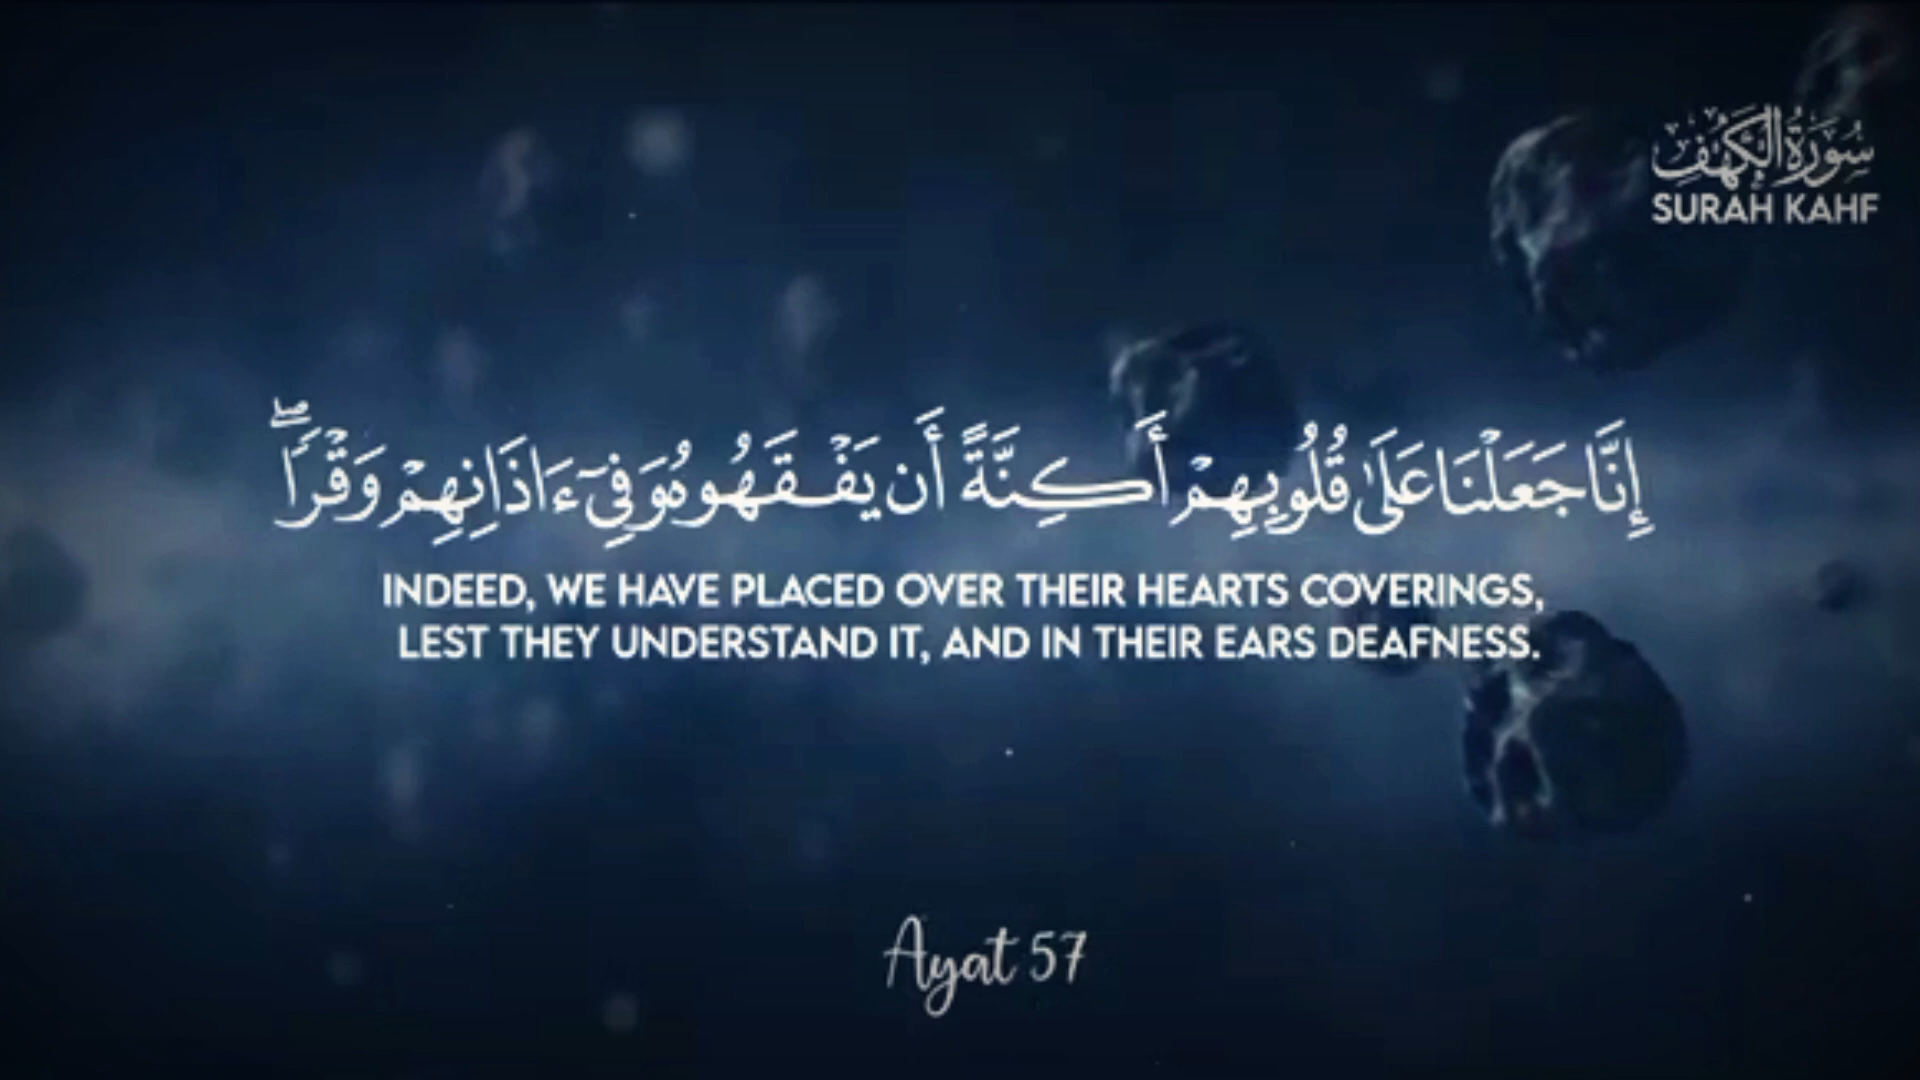 سُورَةُ الكَهْفِ
SURAH KAHF
إِنَّا جَعَلْنَا عَلَىٰ قُلُوبِهِمْ أَكِنَّةً أَن يَفْقَهُوهُ وَفِىٓ ءَاذَانِهِمْ وَقْرًا ۖ
INDEED, WE HAVE PLACED OVER THEIR HEARTS COVERINGS,
LEST THEY UNDERSTAND IT, AND IN THEIR EARS DEAFNESS.
Ayat 57